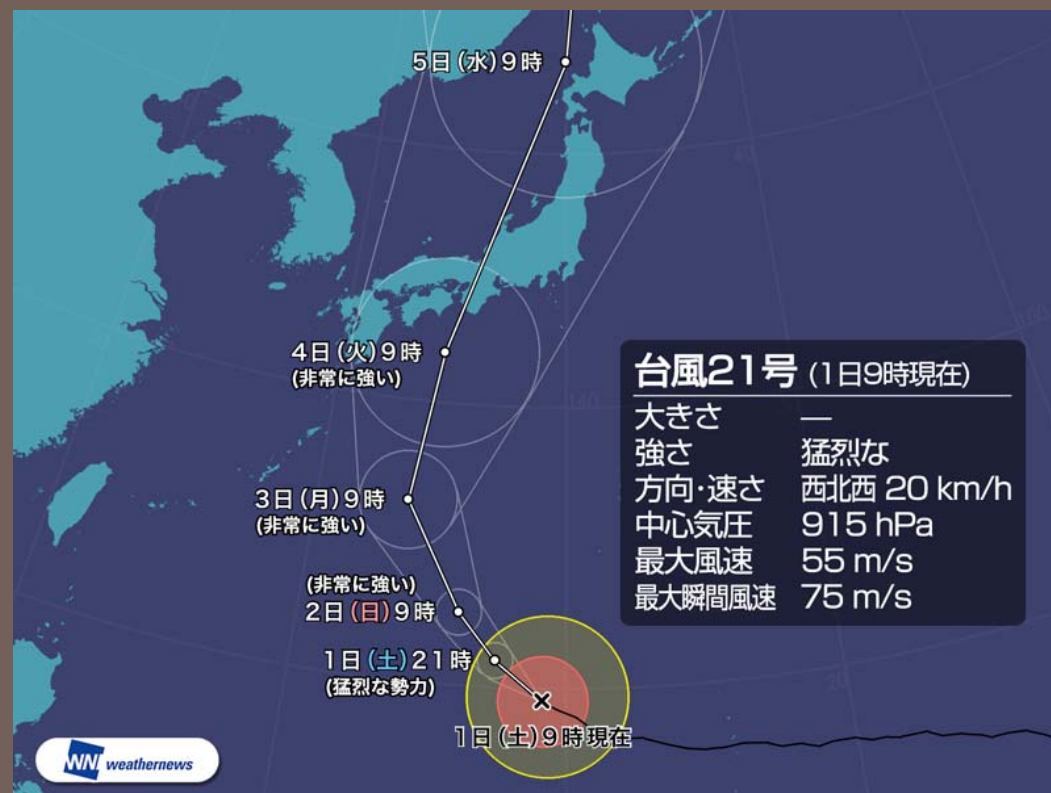 5日(水)9時
4日(火)9時
(非常に強い)
3日(月)9時
(非常に強い)
(非常に強い)
2日(日)9時
1日(土)21時
(猛烈な勢力)
1日(土)9時現在
台風21号 (1日9時現在)
大きさ —
強さ 猛烈な
方向・速さ 西北西 20 km/h
中心気圧 915 hPa
最大風速 55 m/s
最大瞬間風速 75 m/s
140
20
WNI weathernews